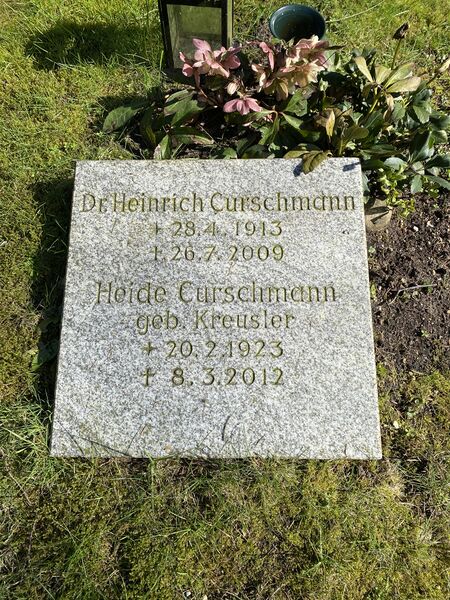 Dr Heinrich Curschmann
+ 28.4.1913
† 26.7.2009
Heide Curschmann
geb. Kreusler
+ 20.2.1923
† 8.3.2012